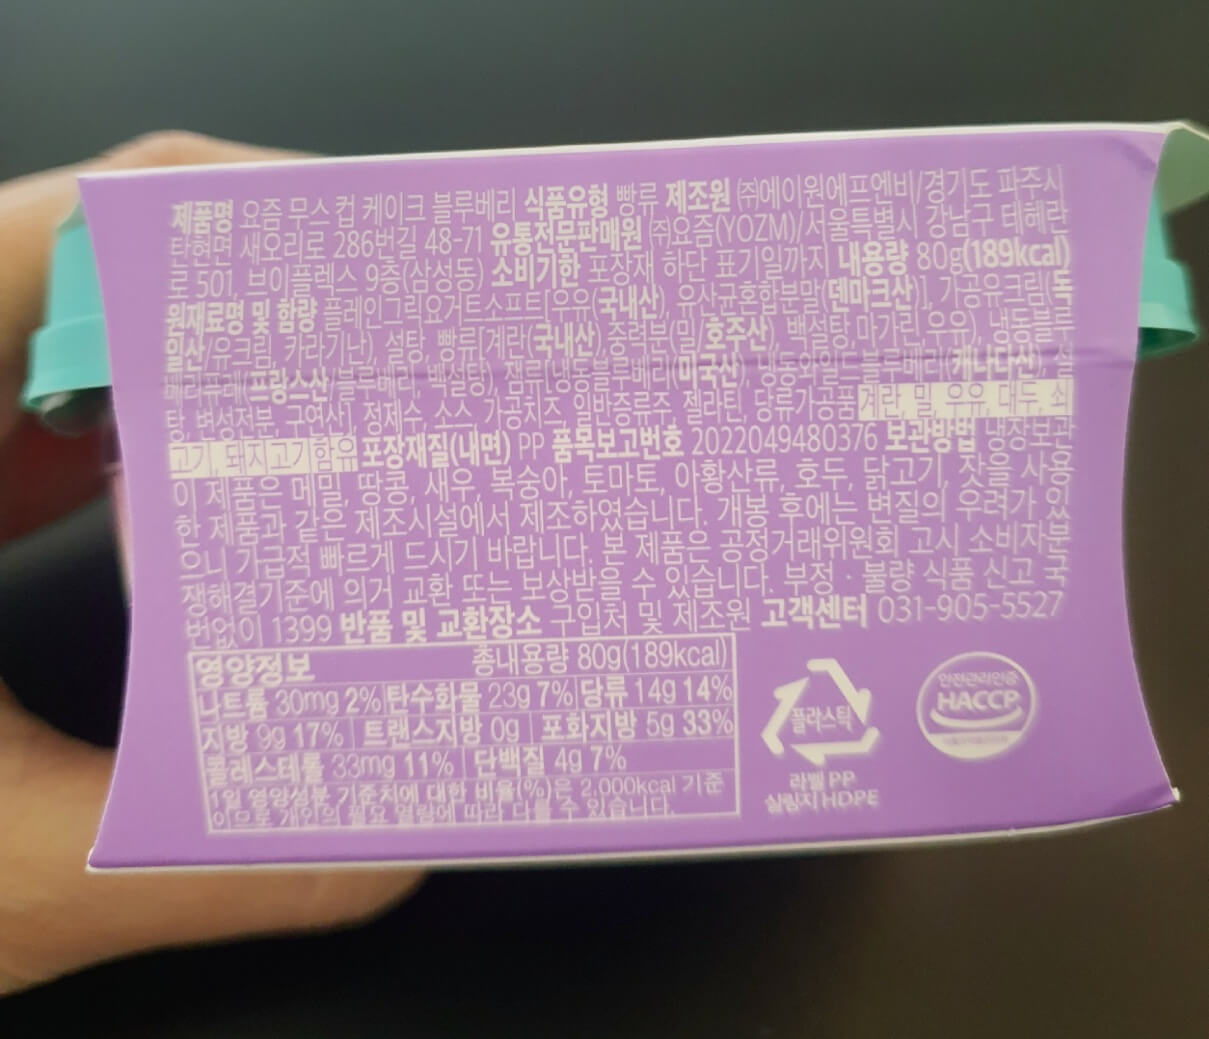 제품명 요즘 무스 컵 케이크 블루베리 식품유형 빵류 제조원 ㈜에이원에프엔비/경기도 파주시
탄현면 새오리로 286번길 48-71 유통전문판매원 ㈜요즘(YOZM)/서울특별시 강남구 테헤란
로 501, 브이플렉스 9층(삼성동) 소비기한 포장재 하단 표기일까지 내용량 80g(189kcal)
원재료명 및 함량 플레인그릭요거트소프트[우유(국내산), 유산균혼합분말(덴마크산)], 가공유크림(독
일산/우크림, 카라기난), 설탕, 빵류[계란(국내산), 중력분(밀/호주산), 백설탕, 마가린, 우유), 냉동블루
베리퓨레(프랑스산/블루베리, 백설탕), 잼류[냉동블루베리(미국산), 냉동와일드블루베리(캐나다산), 설
탕, 변성전분, 구연산], 정제수, 소스, 가공치즈, 일반증류주, 젤라틴, 당류가공품 계란, 밀, 우유, 대두, 쇠
고기, 돼지고기함유 포장재질(내면) PP 품목보고번호 2022049480376 보관방법 냉장보관
이 제품은 메밀, 땅콩, 새우, 복숭아, 토마토, 아황산류, 호두, 닭고기, 잣을 사용
한 제품과 같은 제조시설에서 제조하였습니다. 개봉 후에는 변질의 우려가 있
으니 가급적 빠르게 드시기 바랍니다. 본 제품은 공정거래위원회 고시 소비자분
쟁해결기준에 의거 교환 또는 보상받을 수 있습니다. 부정 · 불량 식품 신고 국
번없이 1399 반품 및 교환장소 구입처 및 제조원 고객센터 031-905-5527
영양정보 총내용량 80g(189kcal)
나트륨 30mg 2% 탄수화물 23g 7% 당류 14g 14%
지방 9g 17% 트랜스지방 0g 포화지방 5g 33%
콜레스테롤 33mg 11% 단백질 4g 7%
1일 영양성분 기준치에 대한 비율(%)은 2,000kcal 기준
이므로 개인의 필요 열량에 따라 다를 수 있습니다.
플라스틱
라벨 PP
실링지 HDPE
안전관리인증
HACCP